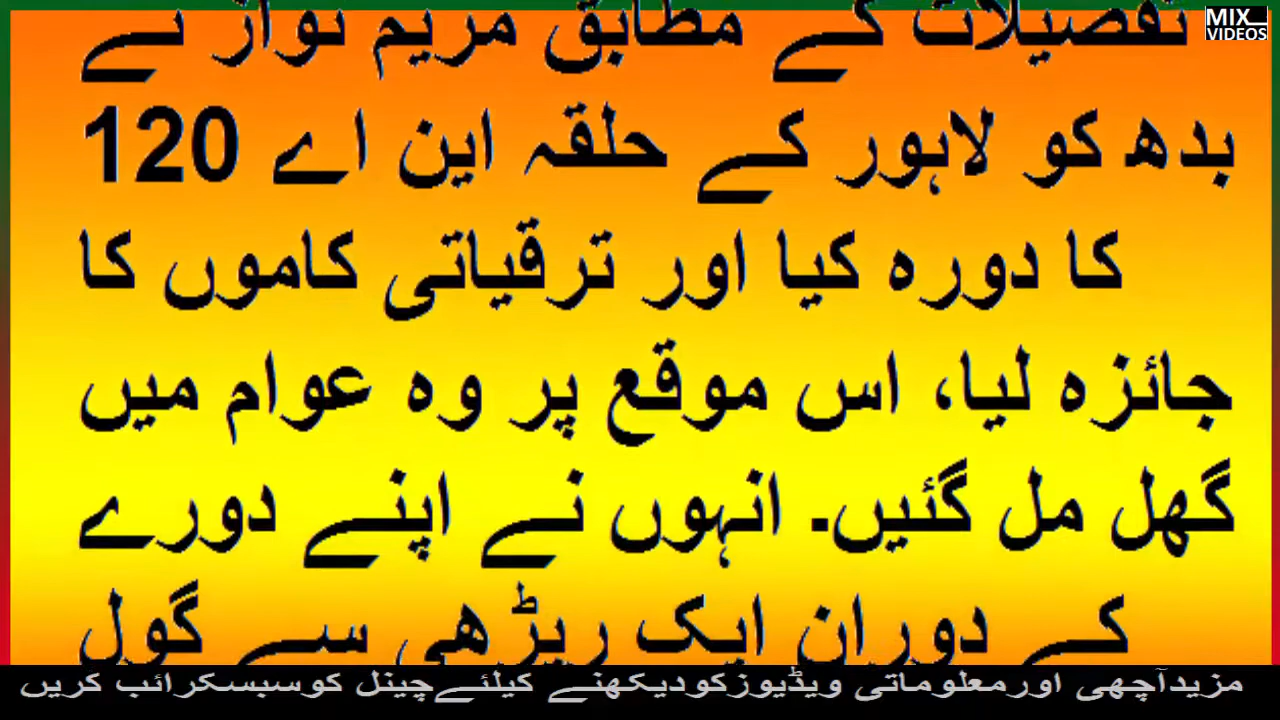 تفصیلات کے مطابق مریم نواز نے
MIX
VIDEOS
بدھ کو لاہور کے حلقہ این اے 120
کا دورہ کیا اور ترقیاتی کاموں کا
جائزہ لیا، اس موقع پر وہ عوام میں
گھل مل گئیں۔ انہوں نے اپنے دورے
کے دوران ایک ریڑھی سے گول
مزیدآچھی اورمعلوماتی ویڈیوزکودیکھنے کیلئےچینل کوسبسکرائب کریں